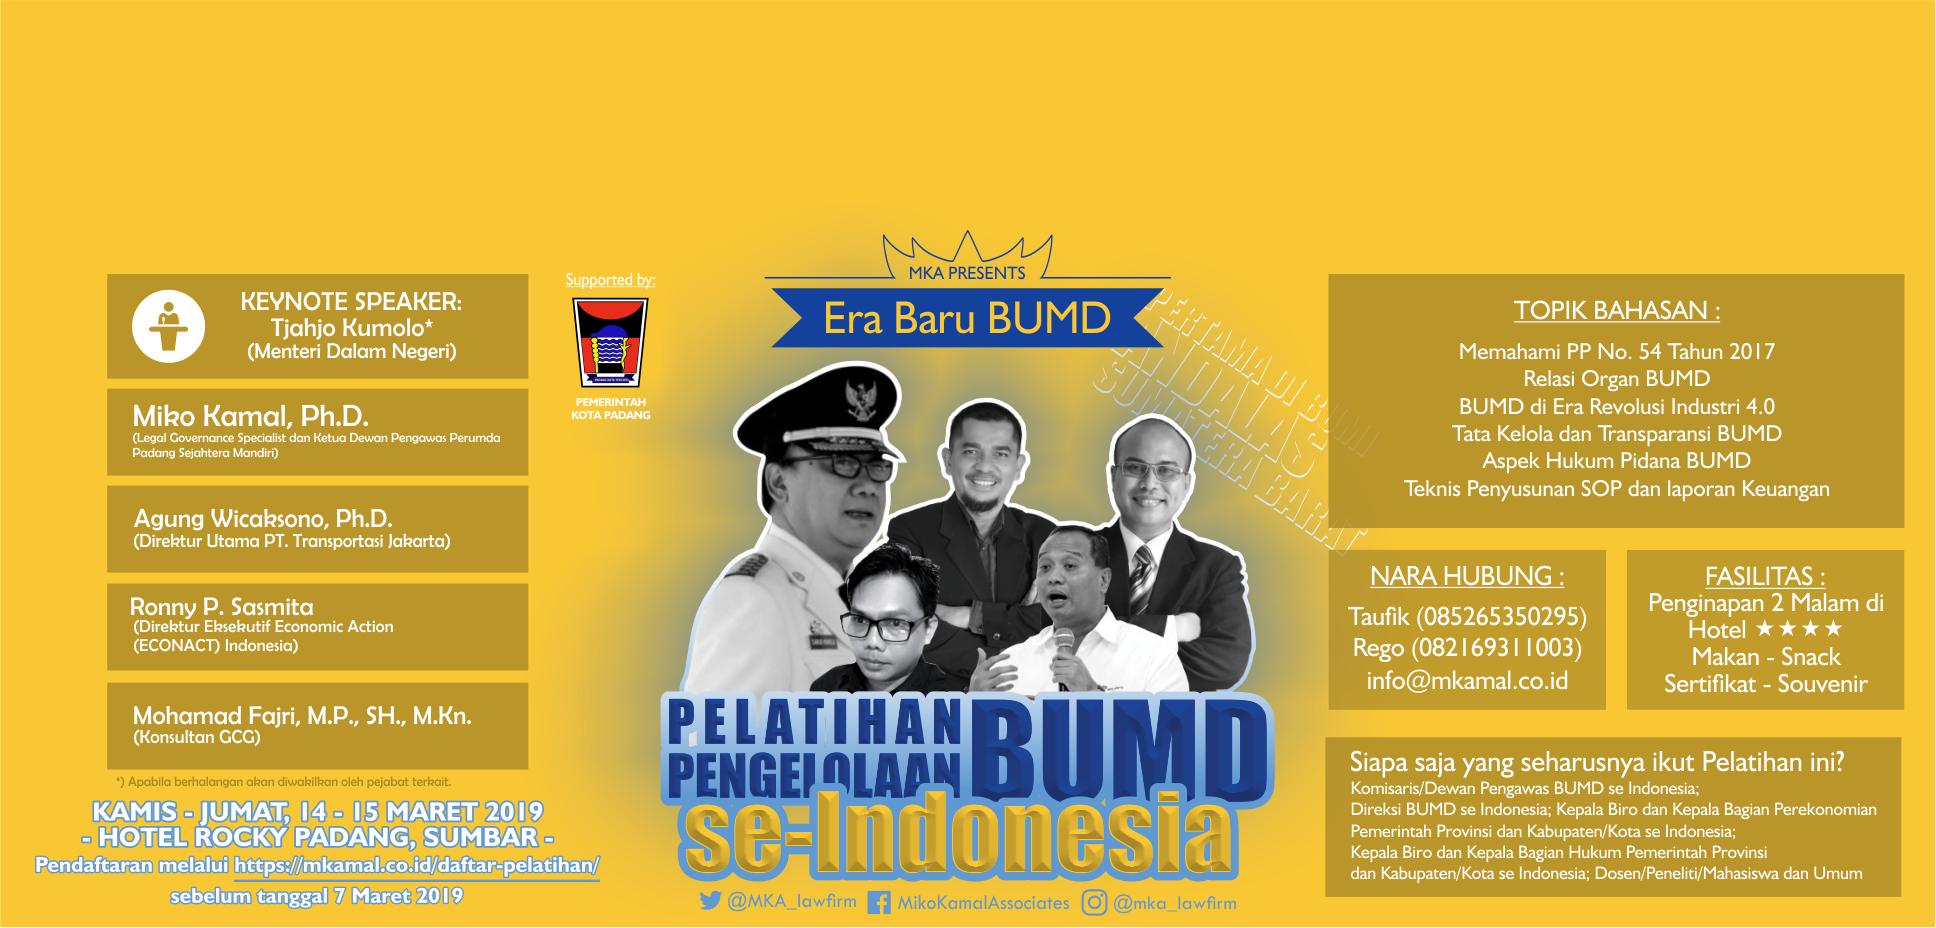 MKA PRESENTS
Era Baru BUMD
Supported by:
PEMERINTAH
KOTA PADANG
PERTAMA DI BUMI
ANDALAS
SUMATERA BARAT
KEYNOTE SPEAKER:
Tjahjo Kumolo*
(Menteri Dalam Negeri)
Miko Kamal, Ph.D.
(Legal Governance Specialist dan Ketua Dewan Pengawas Perumda
Padang Sejahtera Mandiri)
Agung Wicaksono, Ph.D.
(Direktur Utama PT. Transportasi Jakarta)
Ronny P. Sasmita
(Direktur Eksekutif Economic Action
(ECONACT) Indonesia)
Mohamad Fajri, M.P., SH., M.Kn.
(Konsultan GCG)
*) Apabila berhalangan akan diwakilkan oleh pejabat terkait.
KAMIS - JUMAT, 14 - 15 MARET 2019
- HOTEL ROCKY PADANG, SUMBAR -
Pendaftaran melalui https://mkamal.co.id/daftar-pelatihan/
sebelum tanggal 7 Maret 2019
PELATIHAN
PENGELOLAAN
BUMD
se-Indonesia
@MKA_lawfirm MikoKamalAssociates @mka_lawfirm
TOPIK BAHASAN :
Memahami PP No. 54 Tahun 2017
Relasi Organ BUMD
BUMD di Era Revolusi Industri 4.0
Tata Kelola dan Transparansi BUMD
Aspek Hukum Pidana BUMD
Teknis Penyusunan SOP dan laporan Keuangan
NARA HUBUNG :
Taufik (085265350295)
Rego (082169311003)
info@mkamal.co.id
FASILITAS :
Penginapan 2 Malam di
Hotel ★★★★
Makan - Snack
Sertifikat - Souvenir
Siapa saja yang seharusnya ikut Pelatihan ini?
Komisaris/Dewan Pengawas BUMD se Indonesia;
Direksi BUMD se Indonesia; Kepala Biro dan Kepala Bagian Perekonomian
Pemerintah Provinsi dan Kabupaten/Kota se Indonesia;
Kepala Biro dan Kepala Bagian Hukum Pemerintah Provinsi
dan Kabupaten/Kota se Indonesia; Dosen/Peneliti/Mahasiswa dan Umum